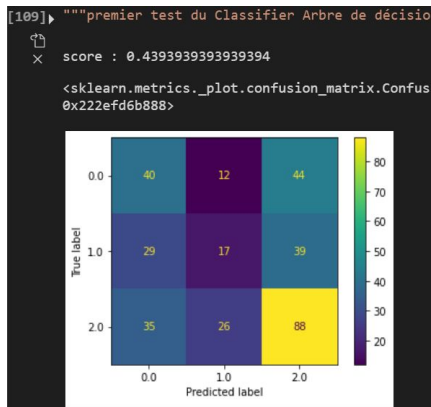 [109] """premier test du Classifier Arbre de décisio
score : 0.4393939393939394
<sklearn.metrics._plot.confusion_matrix.Confus
0x222efd6b888>
0.0 40 12 44
1.0 29 17 39
2.0 35 26 88
0.0 1.0 2.0
True label
Predicted label
80
70
60
50
40
30
20